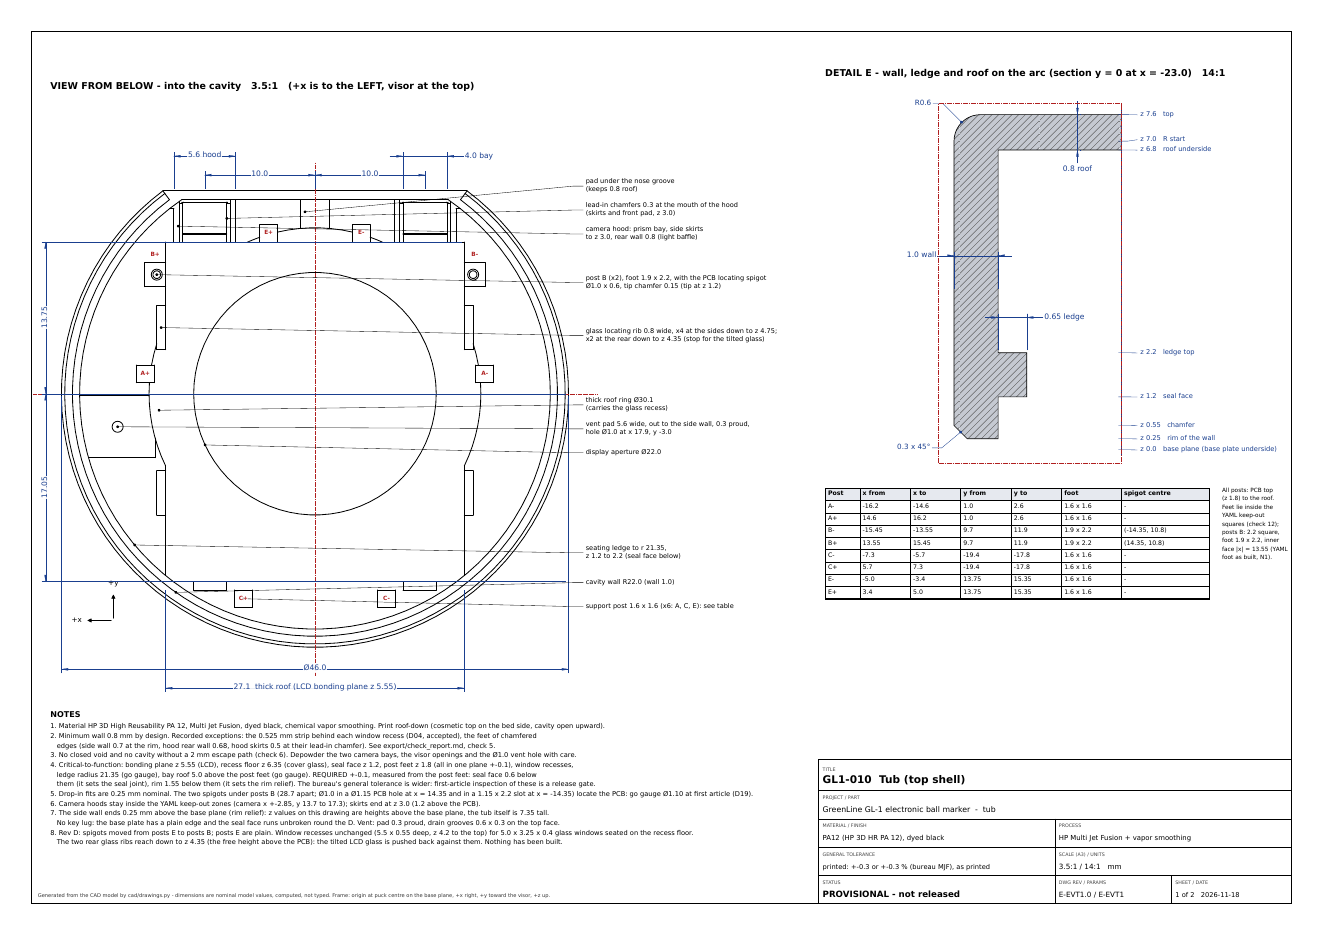 VIEW FROM BELOW - into the cavity 3.5:1 (+x is to the LEFT, visor at the top)
5.6 hood
4.0 bay
10.0
10.0
pad under the nose groove
(keeps 0.8 roof)
lead-in chamfers 0.3 at the mouth of the hood
(skirts and front pad, z 3.0)
camera hood: prism bay, side skirts
to z 3.0, rear wall 0.8 (light baffle)
E+
E-
B+
B-
post B (x2), foot 1.9 x 2.2, with the PCB locating spigot
Ø1.0 x 0.6, tip chamfer 0.15 (tip at z 1.2)
13.75
glass locating rib 0.8 wide, x4 at the sides down to z 4.75;
x2 at the rear down to z 4.35 (stop for the tilted glass)
A+
A-
thick roof ring Ø30.1
(carries the glass recess)
vent pad 5.6 wide, out to the side wall, 0.3 proud,
hole Ø1.0 at x 17.9, y -3.0
display aperture Ø22.0
17.05
seating ledge to r 21.35,
z 1.2 to 2.2 (seal face below)
cavity wall R22.0 (wall 1.0)
+y
C+
C-
support post 1.6 x 1.6 (x6: A, C, E): see table
+x
Ø46.0
27.1 thick roof (LCD bonding plane z 5.55)
DETAIL E - wall, ledge and roof on the arc (section y = 0 at x = -23.0) 14:1
R0.6
z 7.6 top
z 7.0 R start
z 6.8 roof underside
0.8 roof
1.0 wall
0.65 ledge
z 2.2 ledge top
z 1.2 seal face
z 0.55 chamfer
z 0.25 rim of the wall
0.3 x 45°
z 0.0 base plane (base plate underside)
Post x from x to y from y to foot spigot centre
A- -16.2 -14.6 1.0 2.6 1.6 x 1.6 -
A+ 14.6 16.2 1.0 2.6 1.6 x 1.6 -
B- -15.45 -13.55 9.7 11.9 1.9 x 2.2 (-14.35, 10.8)
B+ 13.55 15.45 9.7 11.9 1.9 x 2.2 (14.35, 10.8)
C- -7.3 -5.7 -19.4 -17.8 1.6 x 1.6 -
C+ 5.7 7.3 -19.4 -17.8 1.6 x 1.6 -
E- -5.0 -3.4 13.75 15.35 1.6 x 1.6 -
E+ 3.4 5.0 13.75 15.35 1.6 x 1.6 -
All posts: PCB top
(z 1.8) to the roof.
Feet lie inside the
YAML keep-out
squares (check 12);
posts B: 2.2 square,
foot 1.9 x 2.2, inner
face |x| = 13.55 (YAML
foot as built, N1).
NOTES
1. Material HP 3D High Reusability PA 12, Multi Jet Fusion, dyed black, chemical vapor smoothing. Print roof-down (cosmetic top on the bed side, cavity open upward).
2. Minimum wall 0.8 mm by design. Recorded exceptions: the 0.525 mm strip behind each window recess (D04, accepted), the feet of chamfered
edges (side wall 0.7 at the rim, hood rear wall 0.68, hood skirts 0.5 at their lead-in chamfer). See export/check_report.md, check 5.
3. No closed void and no cavity without a 2 mm escape path (check 6). Depowder the two camera bays, the visor openings and the Ø1.0 vent hole with care.
4. Critical-to-function: bonding plane z 5.55 (LCD), recess floor z 6.35 (cover glass), seal face z 1.2, post feet z 1.8 (all in one plane +-0.1), window recesses,
ledge radius 21.35 (go gauge), bay roof 5.0 above the post feet (go gauge). REQUIRED +-0.1, measured from the post feet: seal face 0.6 below
them (it sets the seal joint), rim 1.55 below them (it sets the rim relief). The bureau's general tolerance is wider: first-article inspection of these is a release gate.
5. Drop-in fits are 0.25 mm nominal. The two spigots under posts B (28.7 apart; Ø1.0 in a Ø1.15 PCB hole at x = 14.35 and in a 1.15 x 2.2 slot at x = -14.35) locate the PCB: go gauge Ø1.10 at first article (D19).
6. Camera hoods stay inside the YAML keep-out zones (camera x +-2.85, y 13.7 to 17.3); skirts end at z 3.0 (1.2 above the PCB).
7. The side wall ends 0.25 mm above the base plane (rim relief): z values on this drawing are heights above the base plane, the tub itself is 7.35 tall.
No key lug: the base plate has a plain edge and the seal face runs unbroken round the D. Vent: pad 0.3 proud, drain grooves 0.6 x 0.3 on the top face.
8. Rev D: spigots moved from posts E to posts B; posts E are plain. Window recesses unchanged (5.5 x 0.55 deep, z 4.2 to the top) for 5.0 x 3.25 x 0.4 glass windows seated on the recess floor.
The two rear glass ribs reach down to z 4.35 (the free height above the PCB): the tilted LCD glass is pushed back against them. Nothing has been built.
Generated from the CAD model by cad/drawings.py - dimensions are nominal model values, computed, not typed. Frame: origin at puck centre on the base plane, +x right, +y toward the visor, +z up.
TITLE
GL1-010 Tub (top shell)
PROJECT / PART
GreenLine GL-1 electronic ball marker - tub
MATERIAL / FINISH
PA12 (HP 3D HR PA 12), dyed black
PROCESS
HP Multi Jet Fusion + vapor smoothing
GENERAL TOLERANCE
printed: +-0.3 or +-0.3 % (bureau MJF), as printed
SCALE (A3) / UNITS
3.5:1 / 14:1 mm
STATUS
PROVISIONAL - not released
DWG REV / PARAMS
E-EVT1.0 / E-EVT1
SHEET / DATE
1 of 2 2026-11-18